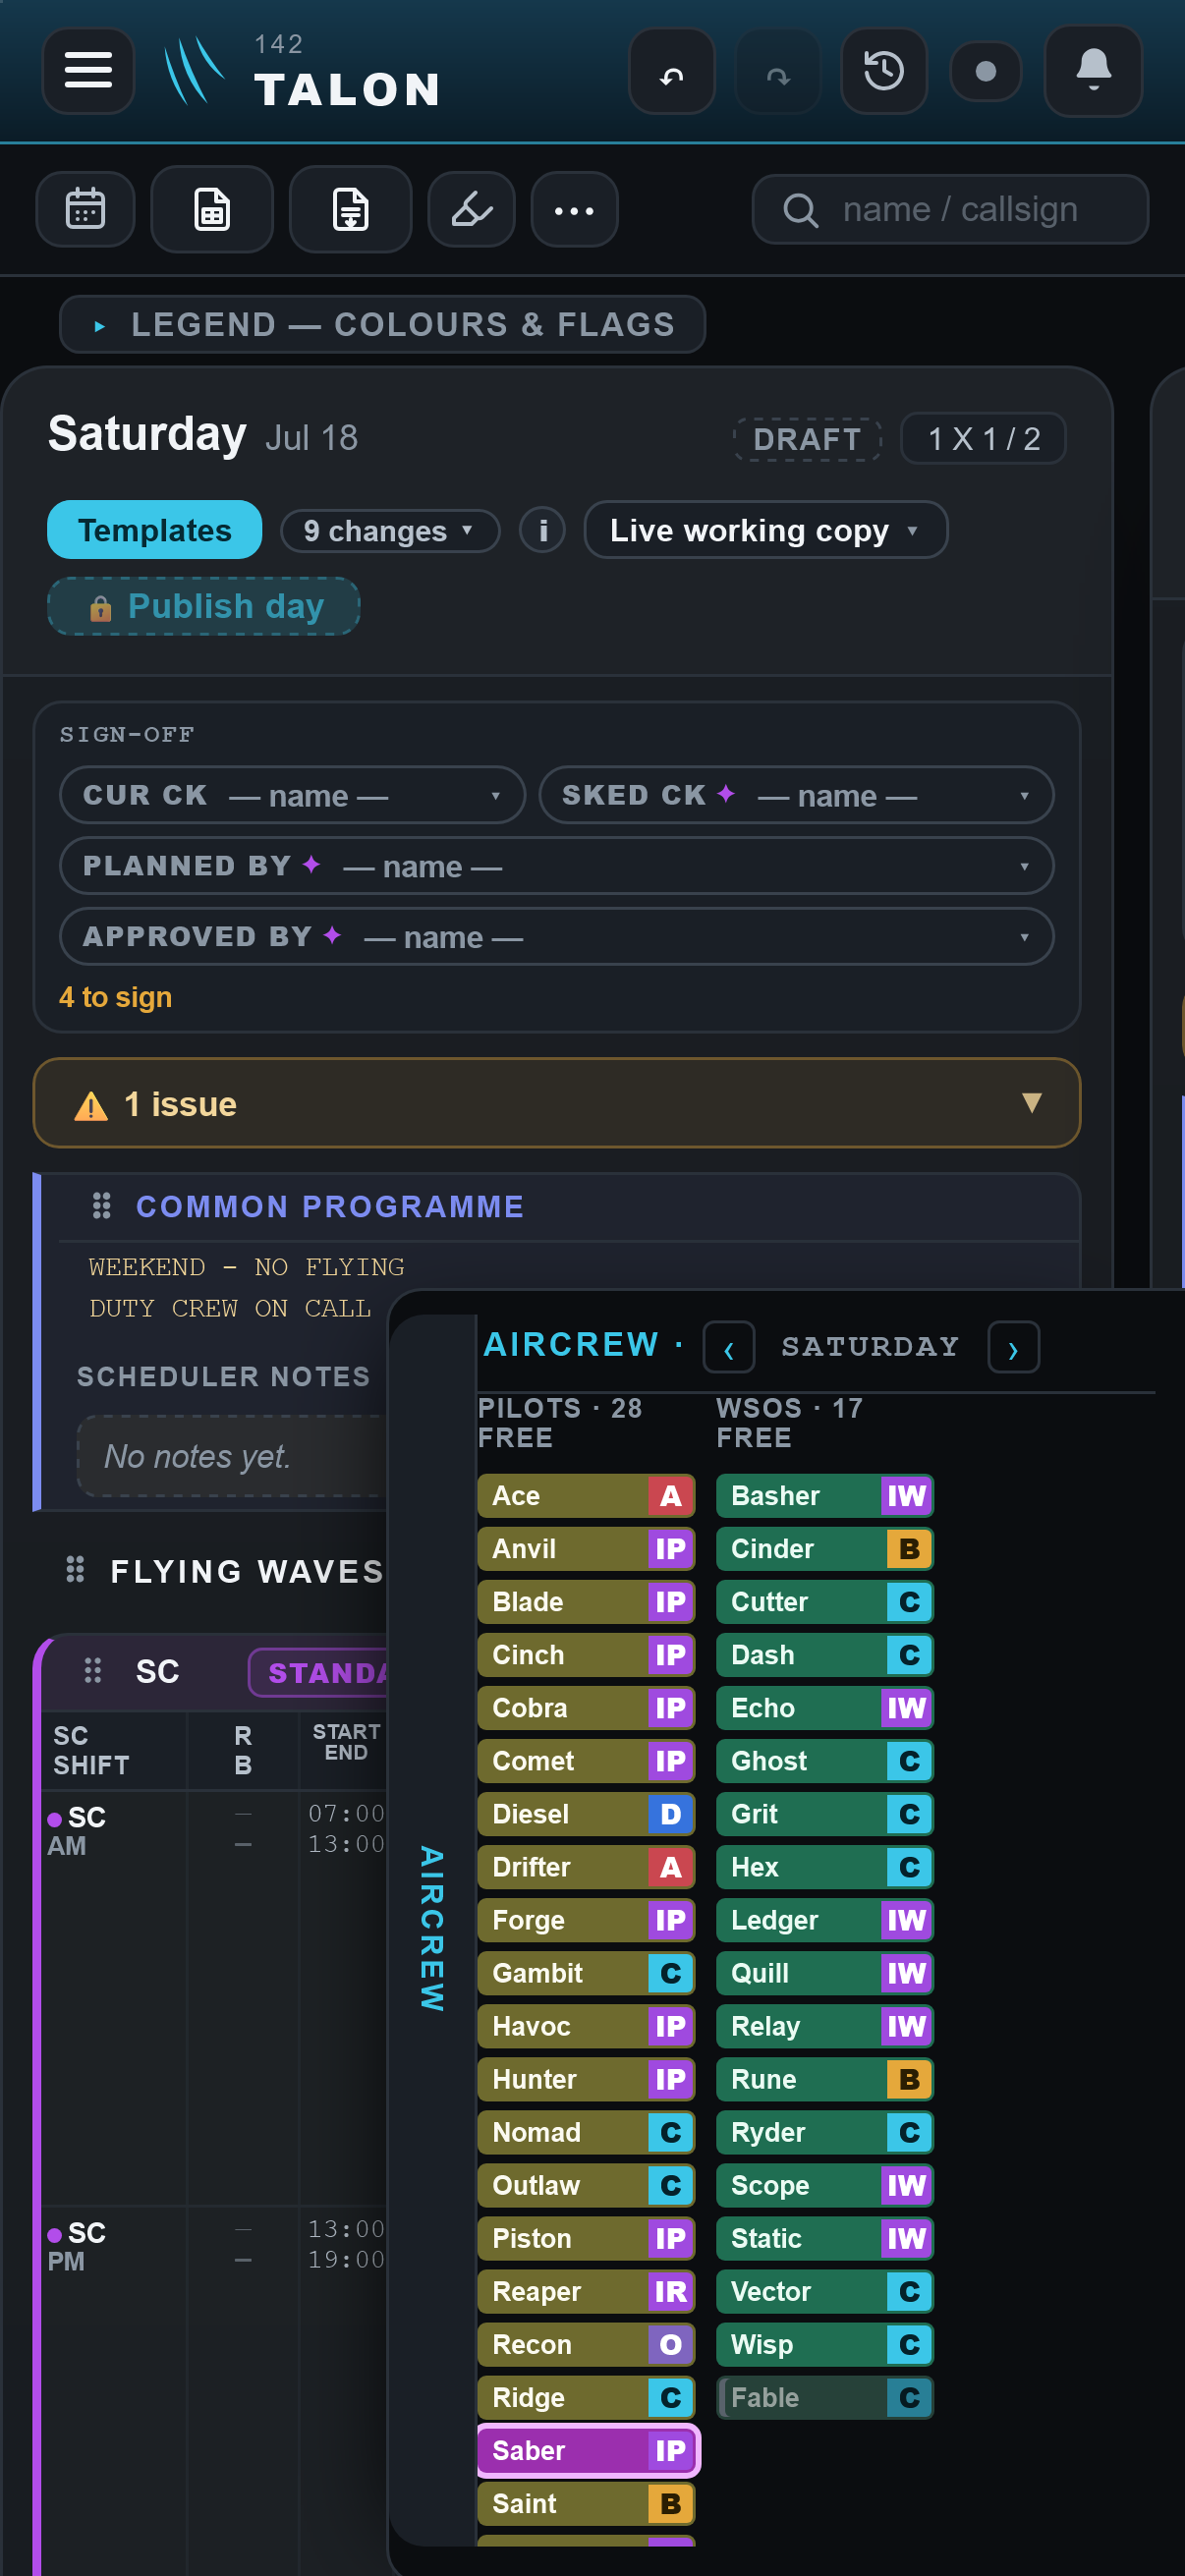 142
TALON
name / callsign
LEGEND — COLOURS & FLAGS
Saturday Jul 18
DRAFT
1 X 1 / 2
Templates
9 changes
i
Live working copy
Publish day
SIGN-OFF
CUR CK — name —
SKED CK — name —
PLANNED BY — name —
APPROVED BY — name —
4 to sign
1 issue
COMMON PROGRAMME
WEEKEND - NO FLYING
DUTY CREW ON CALL
SCHEDULER NOTES
No notes yet.
FLYING WAVES
SC
SC SHIFT
R B
START END
SC AM
—
—
07:00
13:00
SC PM
—
—
13:00
19:00
AIRCREW
AIRCREW · ‹ SATURDAY ›
PILOTS · 28 FREE
Ace A
Anvil IP
Blade IP
Cinch IP
Cobra IP
Comet IP
Diesel D
Drifter A
Forge IP
Gambit C
Havoc IP
Hunter IP
Nomad C
Outlaw C
Piston IP
Reaper IR
Recon O
Ridge C
Saber IP
Saint B
WSOS · 17 FREE
Basher IW
Cinder B
Cutter C
Dash C
Echo IW
Ghost C
Grit C
Hex C
Ledger IW
Quill IW
Relay IW
Rune B
Ryder C
Scope IW
Static IW
Vector C
Wisp C
Fable C